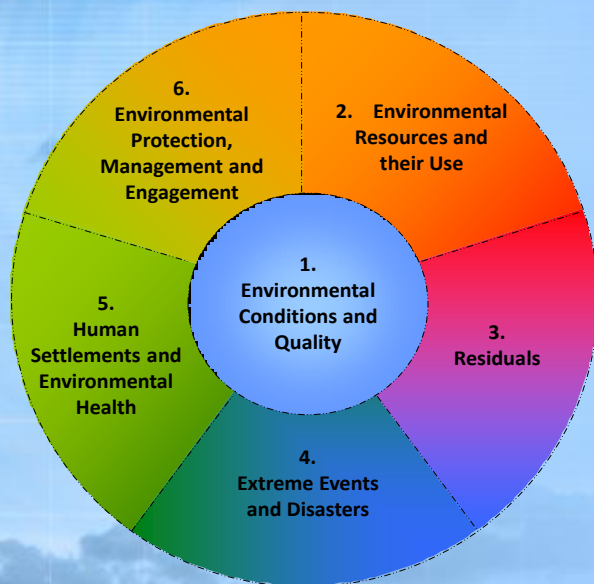 1.
Environmental
Conditions and
Quality
2. Environmental
Resources and
their Use
3.
Residuals
4.
Extreme Events
and Disasters
5.
Human
Settlements and
Environmental
Health
6.
Environmental
Protection,
Management and
Engagement